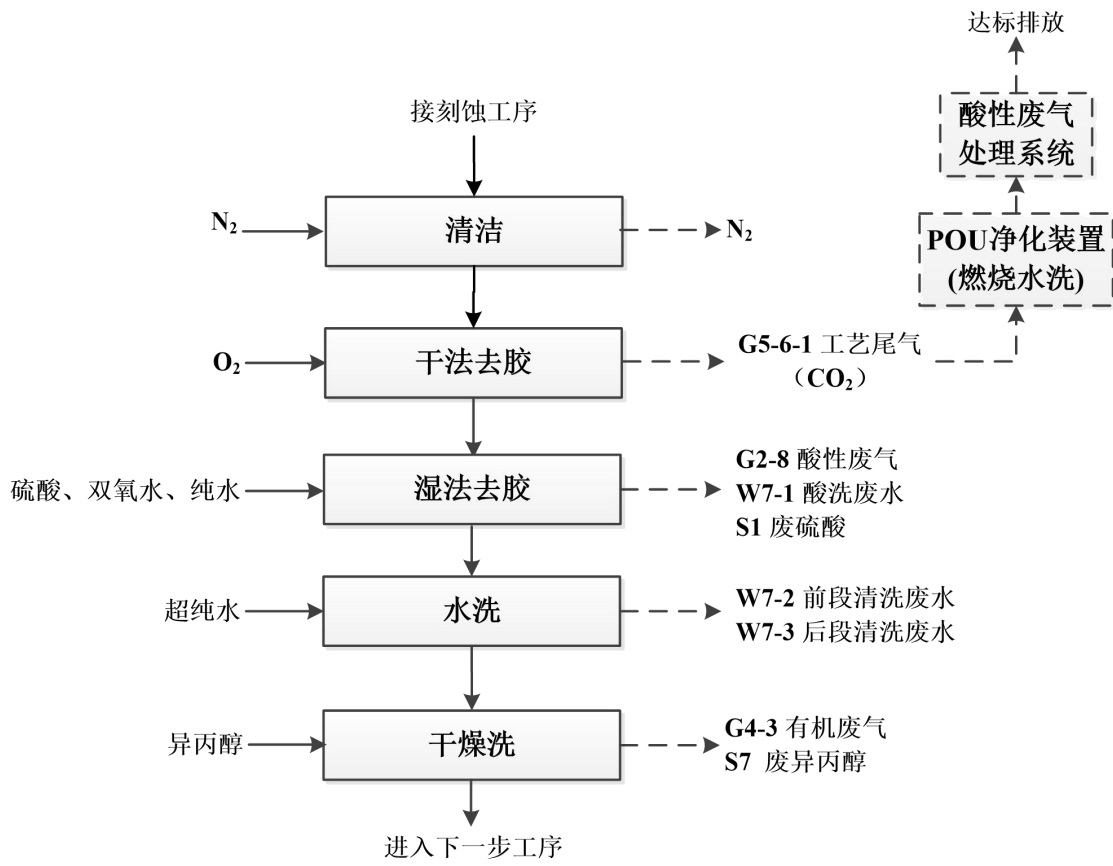 达标排放
酸性废气
处理系统
POU净化装置
(燃烧水洗)
接刻蚀工序
N₂
清洁
N₂
O₂
干法去胶
G5-6-1 工艺尾气
（CO₂）
硫酸、双氧水、纯水
湿法去胶
G2-8 酸性废气
W7-1 酸洗废水
S1 废硫酸
超纯水
水洗
W7-2 前段清洗废水
W7-3 后段清洗废水
异丙醇
干燥洗
G4-3 有机废气
S7 废异丙醇
进入下一步工序